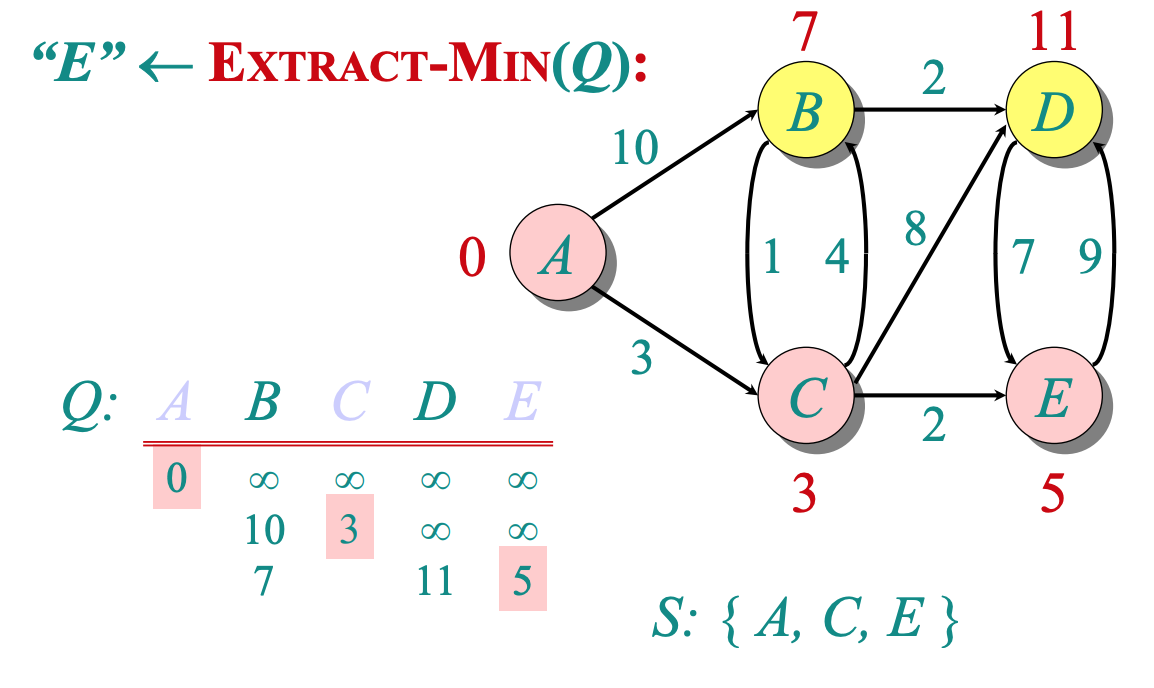 “E” ← EXTRACT-MIN(Q):
7 11
B 2 D
10
0 A 1 4 8 7 9
3
C 2 E
3 5
Q: A B C D E
0 ∞ ∞ ∞ ∞
10 3 ∞ ∞
7 11 5
S: { A, C, E }